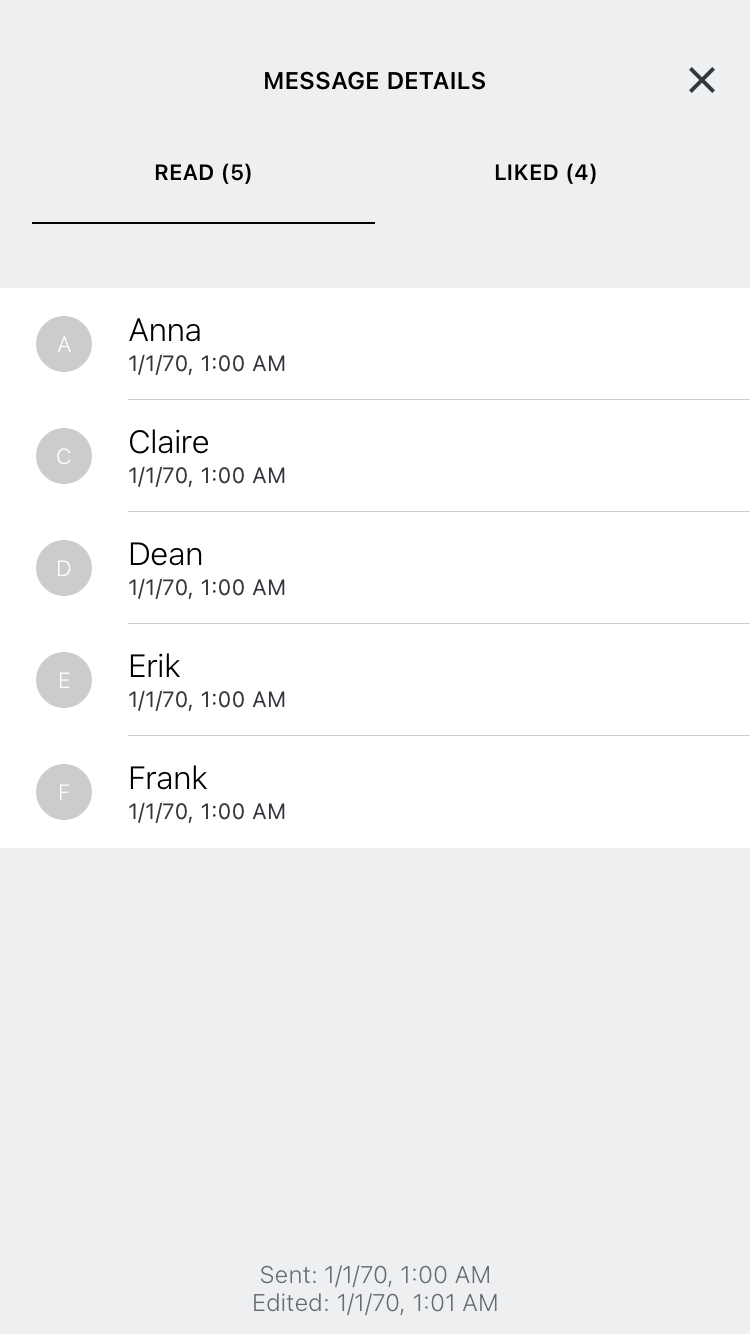 MESSAGE DETAILS
READ (5) LIKED (4)
A
Anna
1/1/70, 1:00 AM
C
Claire
1/1/70, 1:00 AM
D
Dean
1/1/70, 1:00 AM
E
Erik
1/1/70, 1:00 AM
F
Frank
1/1/70, 1:00 AM
Sent: 1/1/70, 1:00 AM
Edited: 1/1/70, 1:01 AM